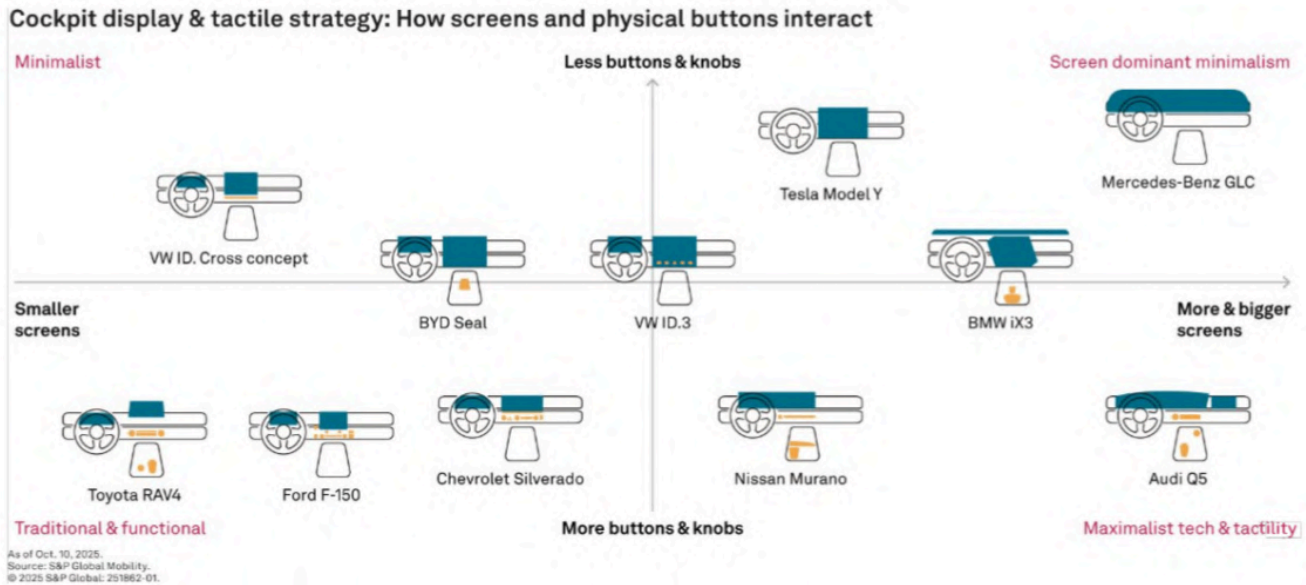 Cockpit display & tactile strategy: How screens and physical buttons interact
Minimalist
Less buttons & knobs
Screen dominant minimalism
Tesla Model Y
Mercedes-Benz GLC
VW ID. Cross concept
Smaller
screens
BYD Seal
VW ID.3
BMW iX3
More & bigger
screens
Toyota RAV4
Ford F-150
Chevrolet Silverado
Nissan Murano
Audi Q5
Traditional & functional
More buttons & knobs
Maximalist tech & tactility
As of Oct. 10, 2025.
Source: S&P Global Mobility.
© 2025 S&P Global: 251862-01.